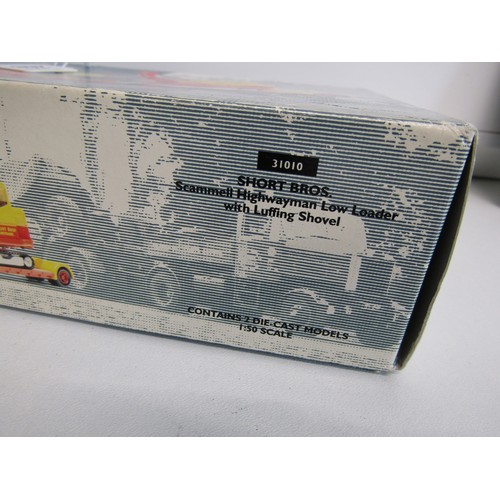 31010
SHORT BROS.
Scammell Highwayman Low Loader
with Luffing Shovel
CONTAINS 2 DIE-CAST MODELS
1:50 SCALE